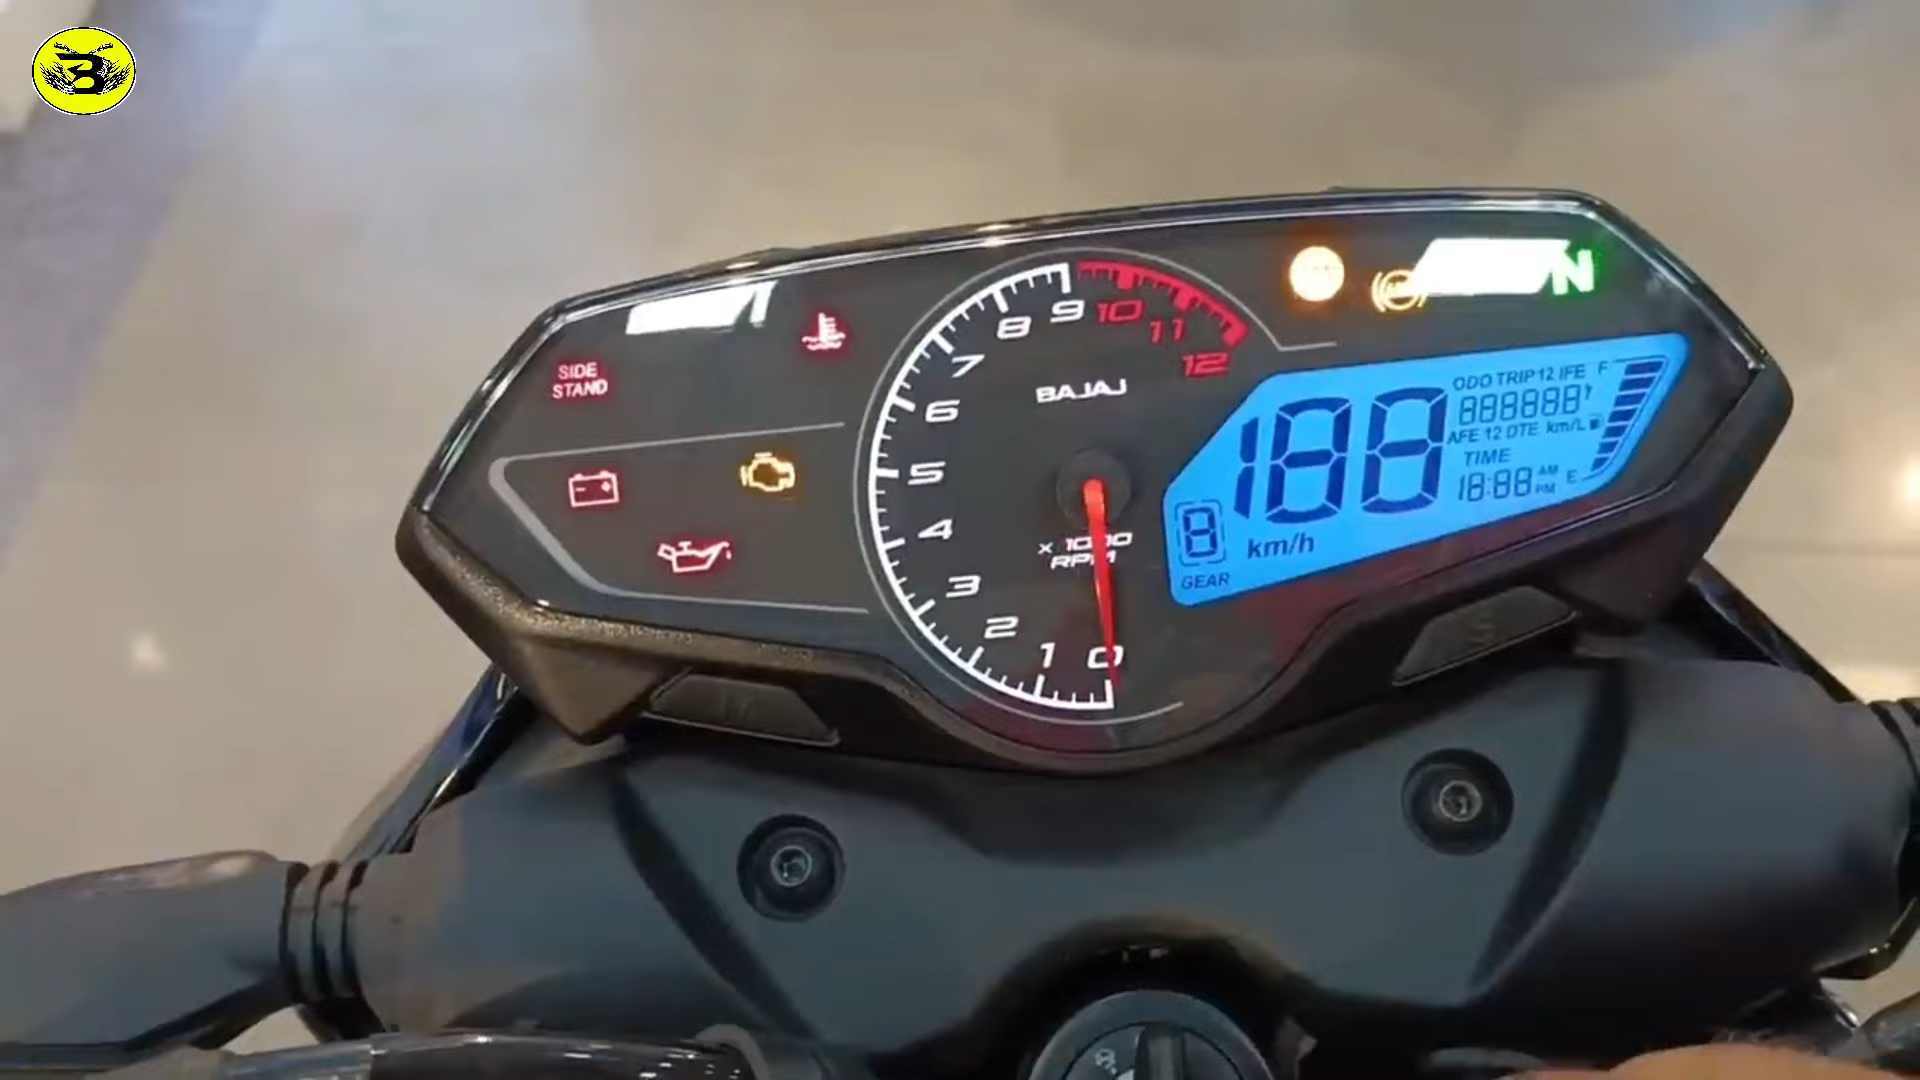 SIDE
STAND
9
10
8
11
7
12
6
BAJAJ
5
4
x 1000
RPM
3
2
1
0
N
ODO TRIP 12 IFE F
188
888888
AFE 12 DTE km/L
TIME
18:88 AM PM E
8
km/h
GEAR